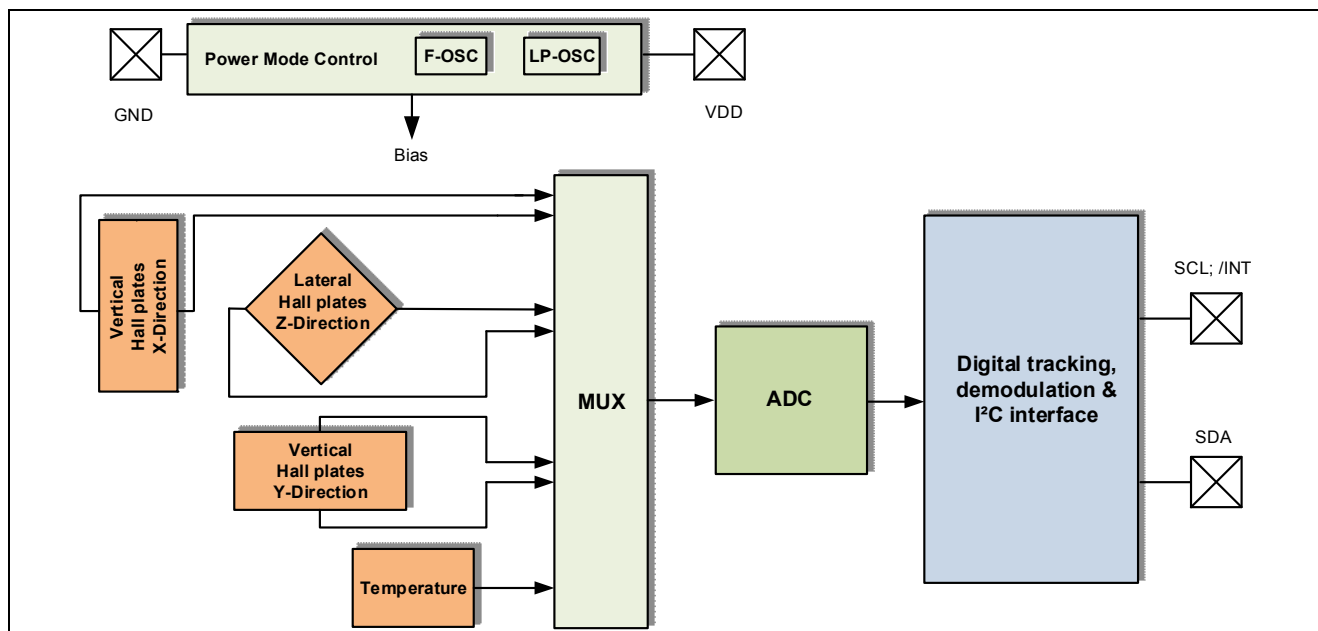 Power Mode Control
F-OSC
LP-OSC
GND
VDD
Bias
Vertical
Hall plates
X-Direction
Lateral
Hall plates
Z-Direction
Vertical
Hall plates
Y-Direction
Temperature
MUX
ADC
Digital tracking,
demodulation &
I²C interface
SCL; /INT
SDA